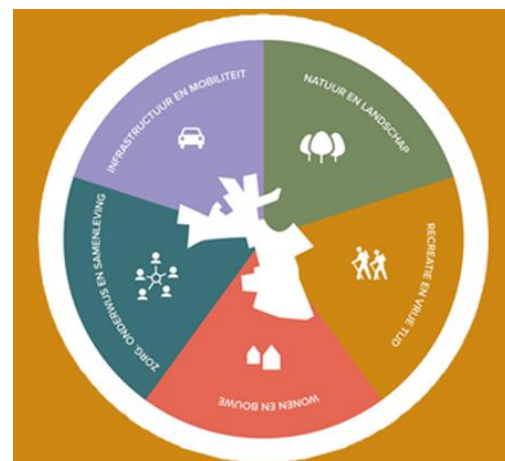 INFRASTRUCTUUR EN MOBILITEIT
NATUUR EN LANDSCHAP
RECREATIE EN VRIJE TIJD
WONEN EN BOUWE
ZORG, ONDERWIJS EN SAMENLEVING